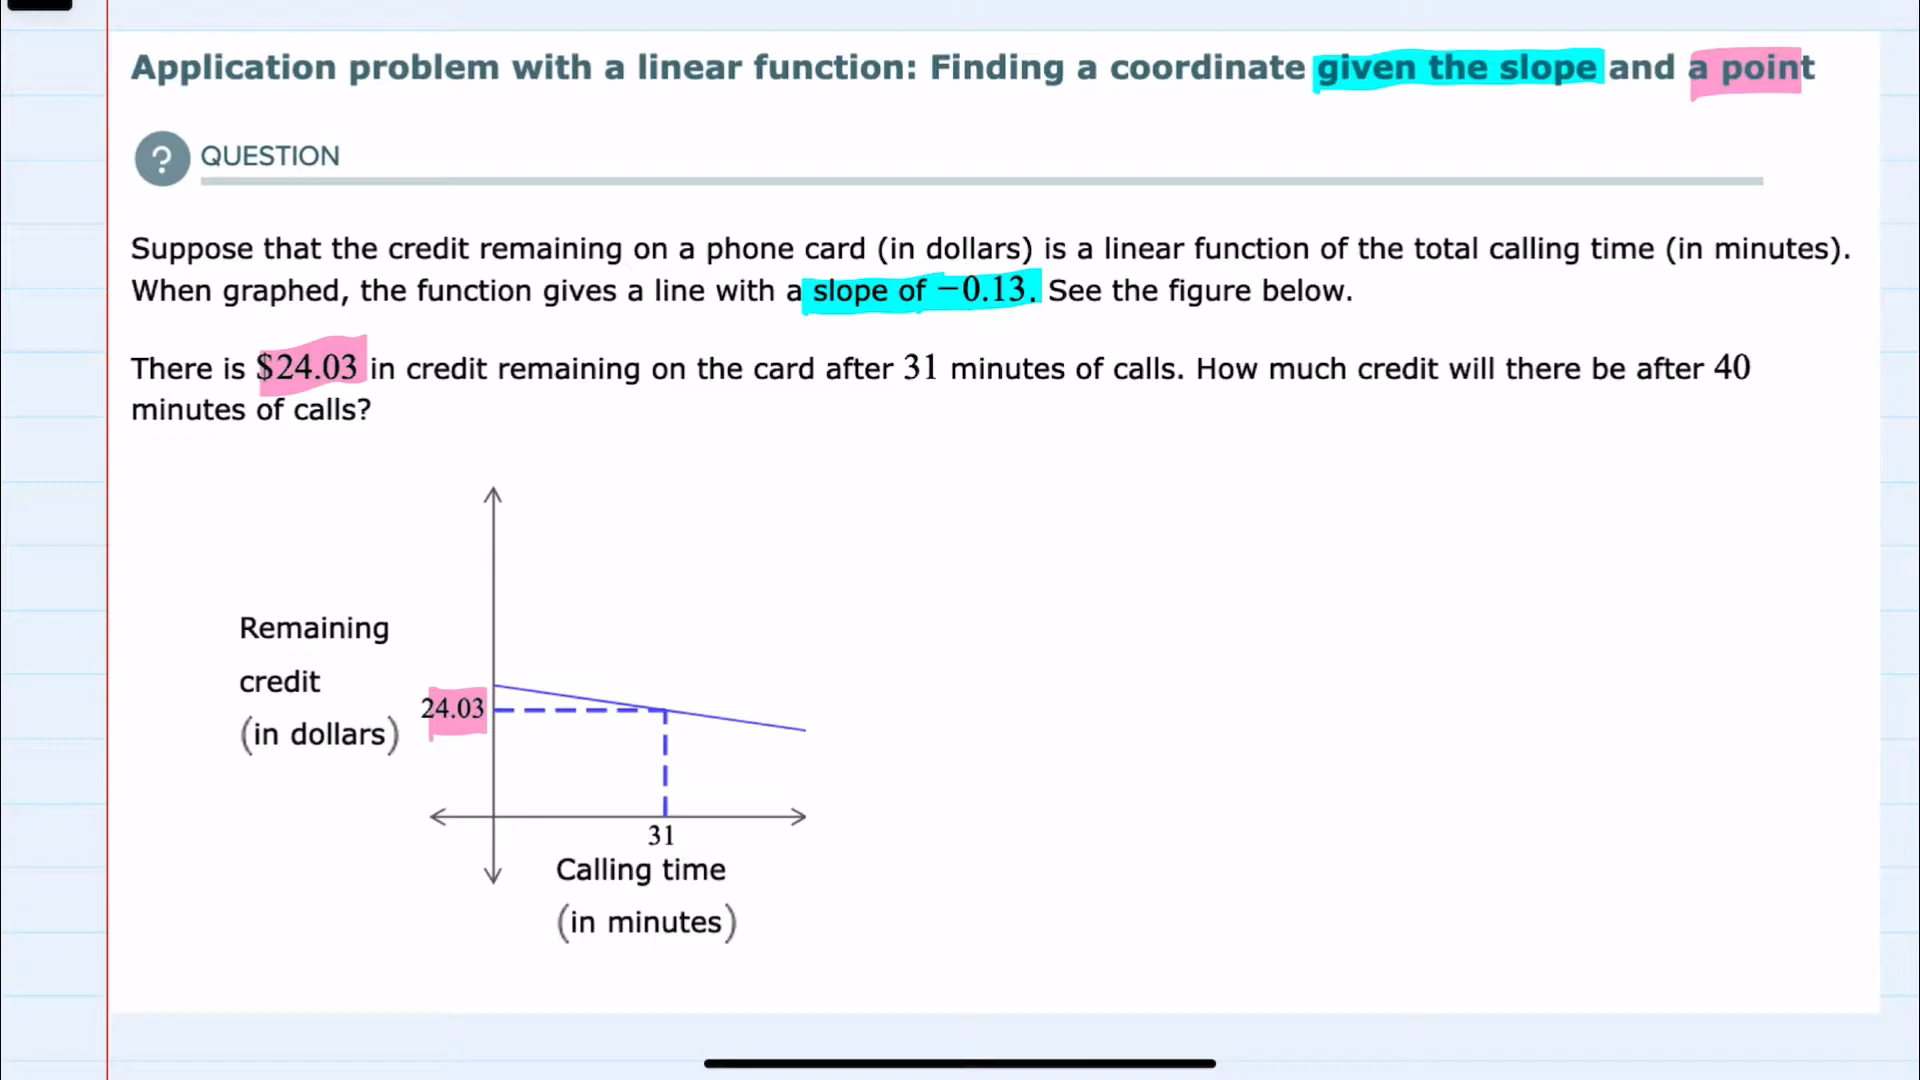 Application problem with a linear function: Finding a coordinate given the slope and a point
? QUESTION
Suppose that the credit remaining on a phone card (in dollars) is a linear function of the total calling time (in minutes).
When graphed, the function gives a line with a slope of −0.13. See the figure below.
There is $24.03 in credit remaining on the card after 31 minutes of calls. How much credit will there be after 40
minutes of calls?
Remaining
credit
(in dollars)
24.03
31
Calling time
(in minutes)